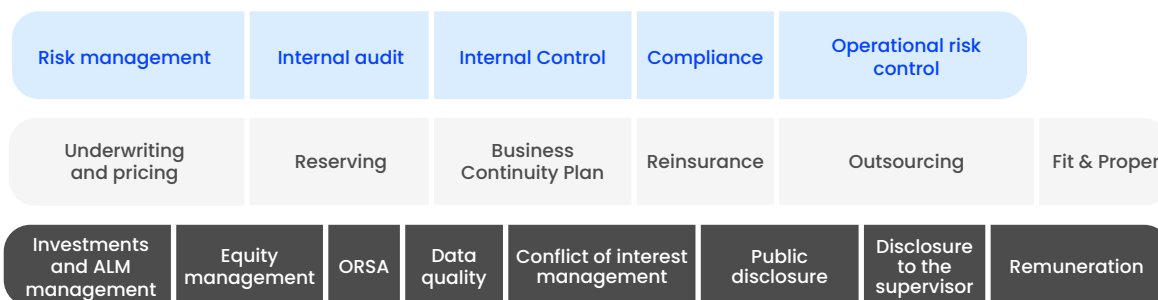 Risk management
Internal audit
Internal Control
Compliance
Operational risk
control
Underwriting
and pricing
Reserving
Business
Continuity Plan
Reinsurance
Outsourcing
Fit & Proper
Investments
and ALM
management
Equity
management
ORSA
Data
quality
Conflict of interest
management
Public
disclosure
Disclosure
to the
supervisor
Remuneration